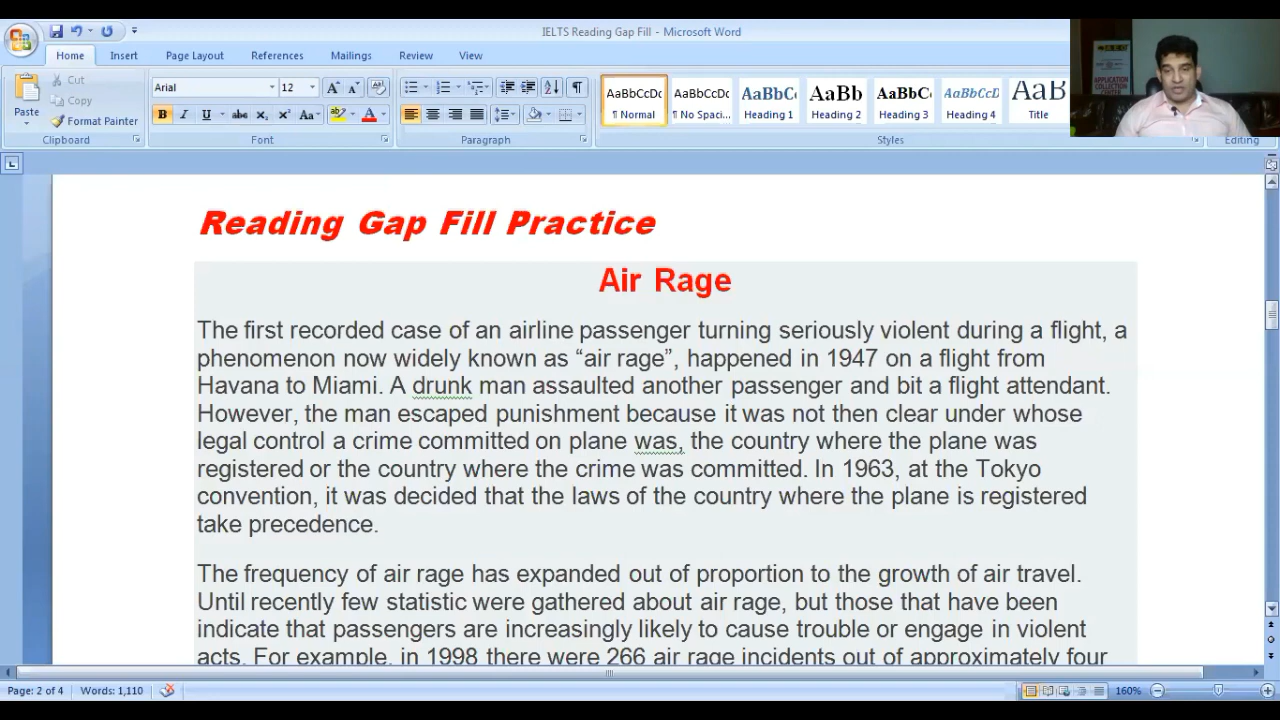 IELTS Reading Gap Fill - Microsoft Word
Home Insert Page Layout References Mailings Review View
Paste
Cut
Copy
Format Painter
Clipboard
Arial 12
Font
Paragraph
AaBbCcDc AaBbCcDc AaBbC AaBb AaBbCc AaBbCcD AaB
¶ Normal ¶ No Spaci... Heading 1 Heading 2 Heading 3 Heading 4 Title
Styles
Editing
APPLICATION
COLLECTION
CENTER
Reading Gap Fill Practice
Air Rage
The first recorded case of an airline passenger turning seriously violent during a flight, a
phenomenon now widely known as “air rage”, happened in 1947 on a flight from
Havana to Miami. A drunk man assaulted another passenger and bit a flight attendant.
However, the man escaped punishment because it was not then clear under whose
legal control a crime committed on plane was, the country where the plane was
registered or the country where the crime was committed. In 1963, at the Tokyo
convention, it was decided that the laws of the country where the plane is registered
take precedence.
The frequency of air rage has expanded out of proportion to the growth of air travel.
Until recently few statistic were gathered about air rage, but those that have been
indicate that passengers are increasingly likely to cause trouble or engage in violent
acts. For example, in 1998 there were 266 air rage incidents out of approximately four
Page: 2 of 4 Words: 1,110 160%